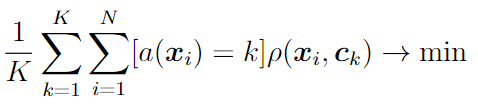 \frac{1}{K} \sum_{k=1}^{K} \sum_{i=1}^{N} [a(\boldsymbol{x}_i) = k] \rho(\boldsymbol{x}_i, \boldsymbol{c}_k) \to \min